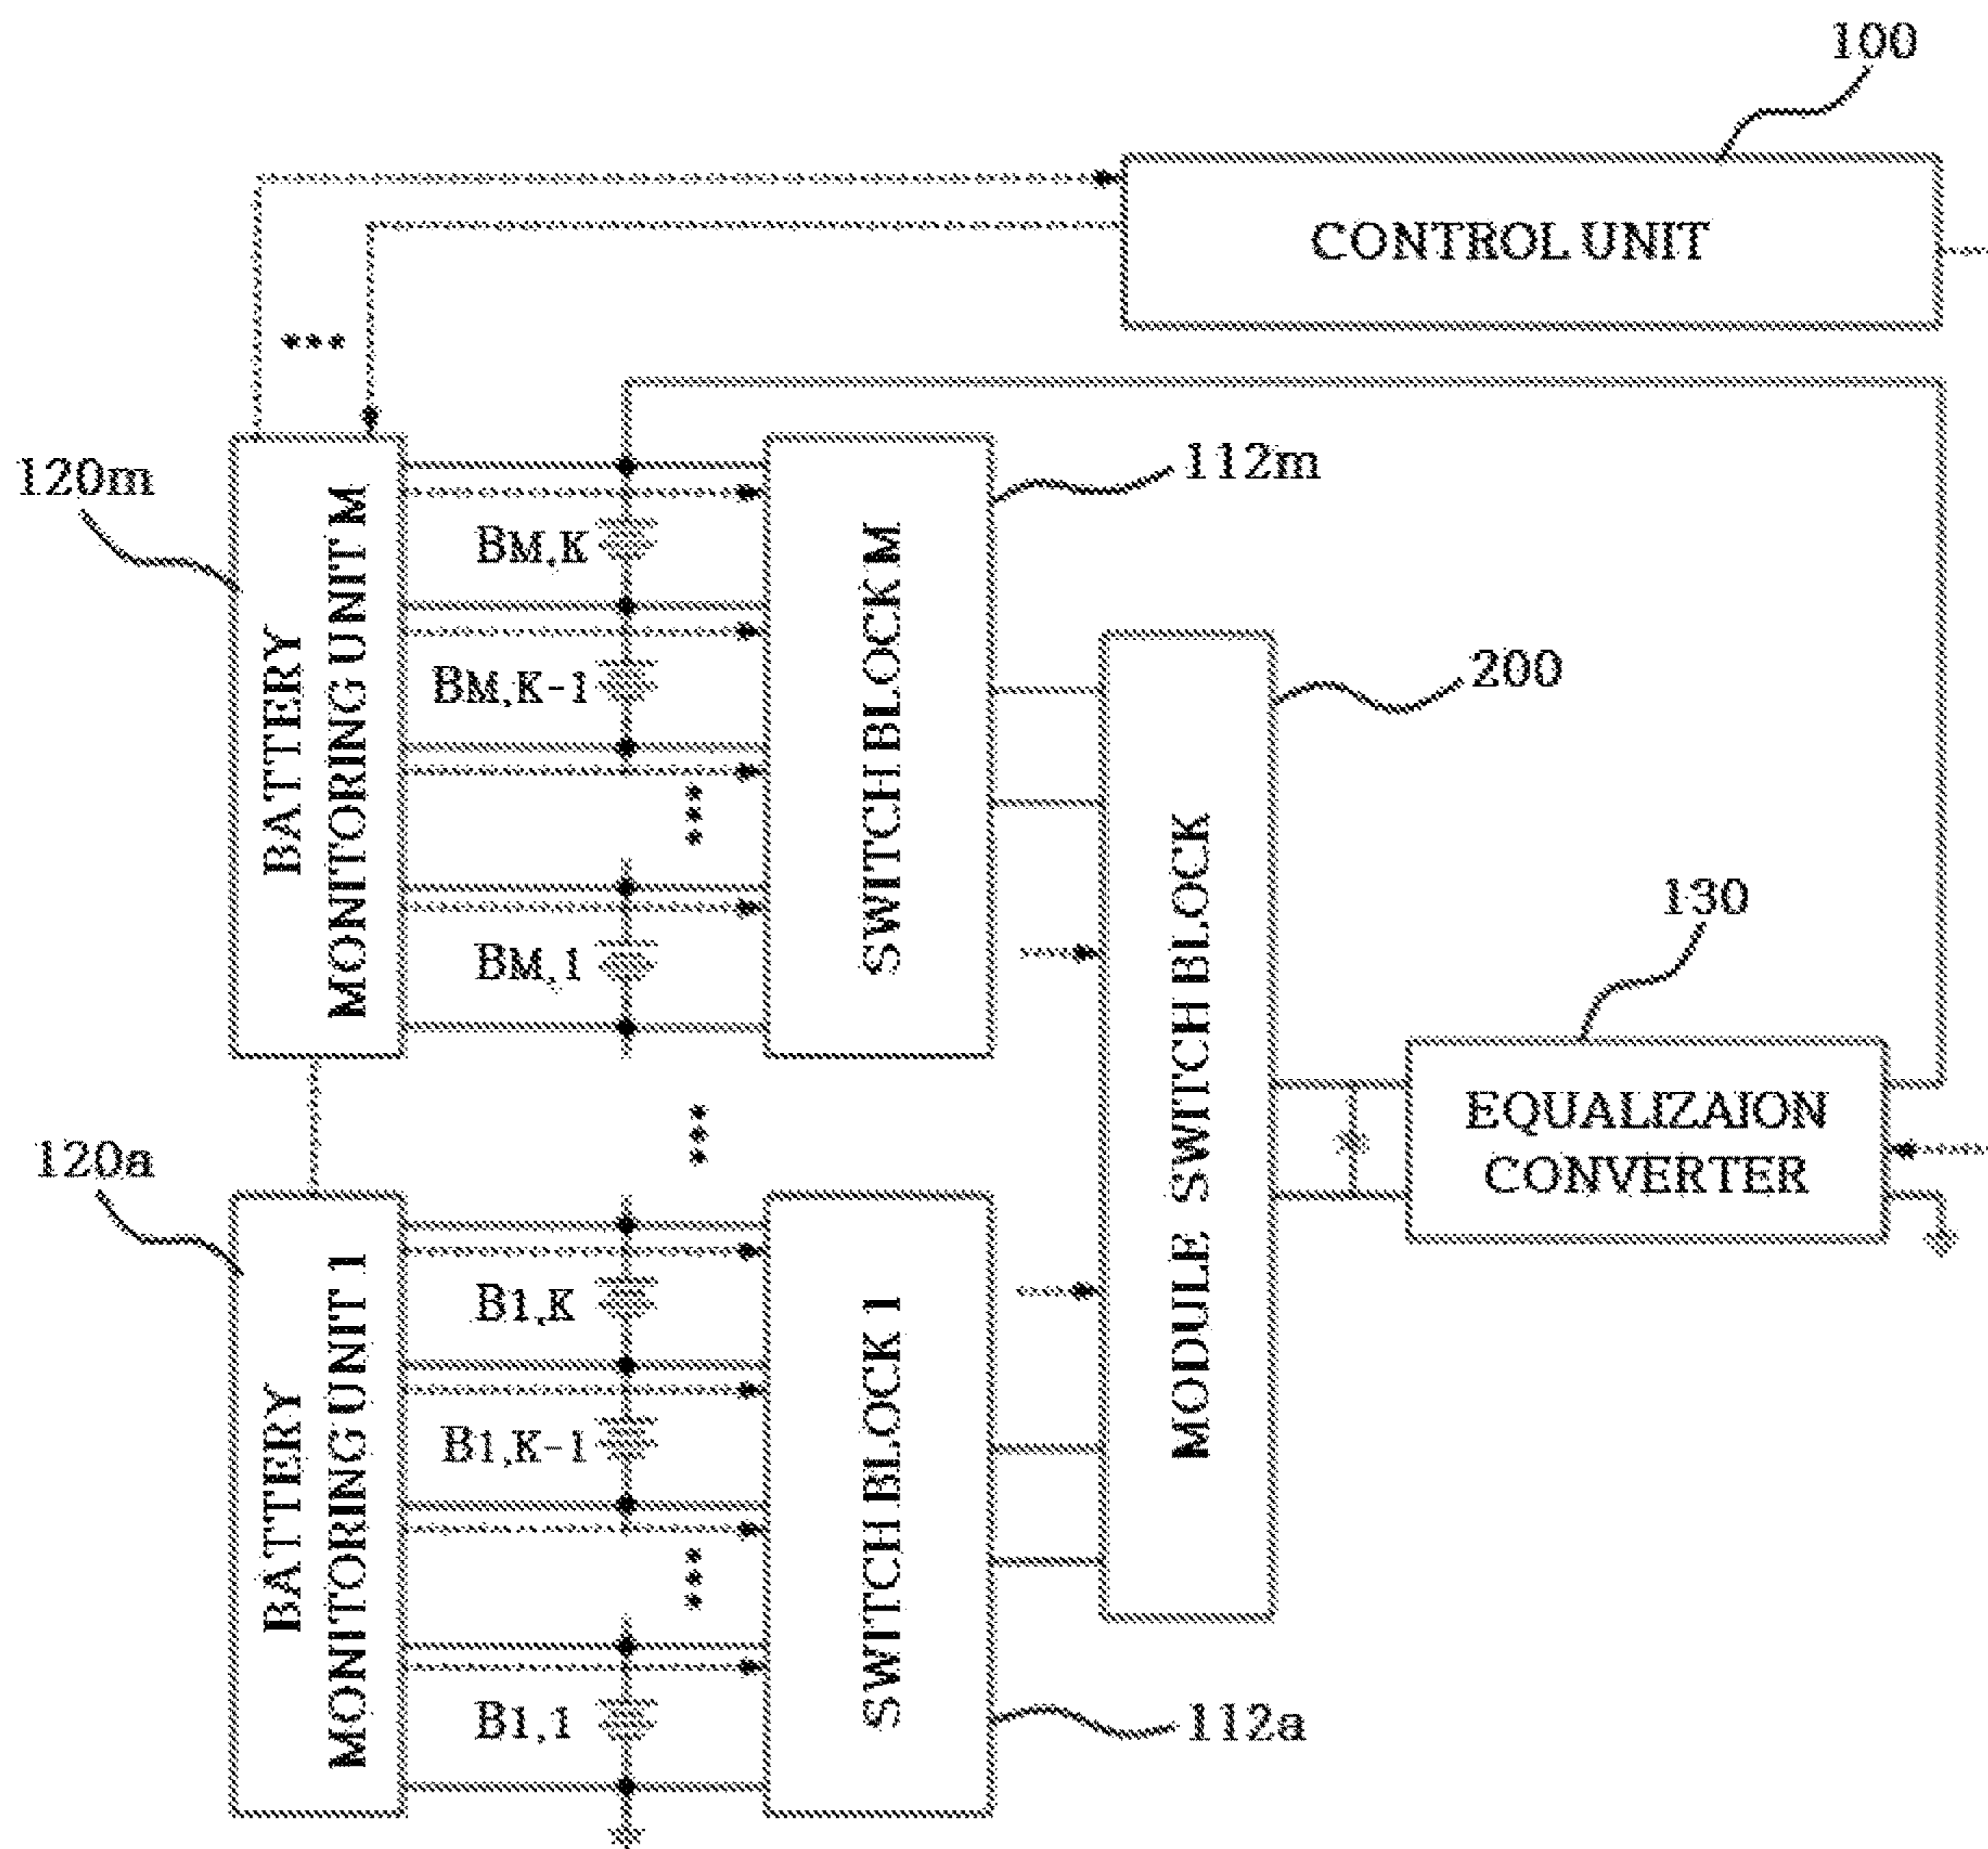 100
CONTROL UNIT
120m
BATTERY
MONITORING UNIT M
BM,K
BM,K-1
BM,1
SWITCH BLOCK M
112m
200
MODULE SWITCH BLOCK
130
EQUALIZAION
CONVERTER
120a
BATTERY
MONITORING UNIT 1
B1,K
B1,K-1
B1,1
SWITCH BLOCK 1
112a